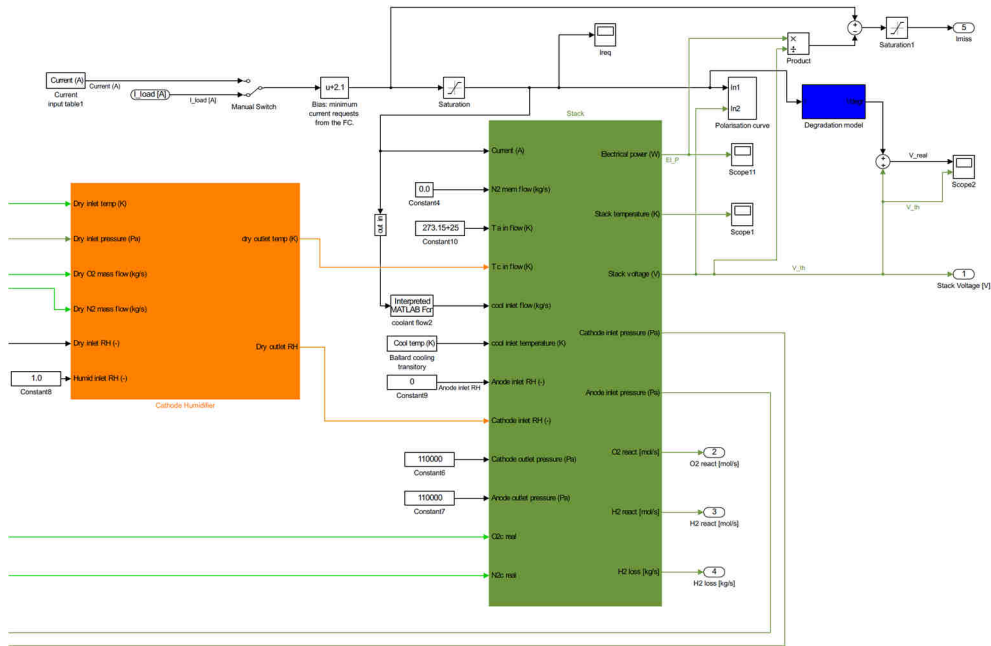 5
Imiss
Saturation1
×
÷
Product
Ireq
Current (A)
Current (A)
Current
input table1
I_load [A]
I_load [A]
Manual Switch
u+2.1
Bias: minimum
current requests
from the FC.
Saturation
In1
In2
Polarisation curve
Degradation model
V_real
Scope2
V_th
Stack
Current (A)
Electrical power (W)
El_P
Scope11
N2 mem flow (kg/s)
0.0
Constant4
Stack temperature (K)
Scope1
out in
273.15+25
Constant10
T a in flow (K)
T c in flow (K)
Stack voltage (V)
V_th
1
Stack Voltage [V]
Interpreted
MATLAB Fcn
coolant flow2
cool inlet flow(kg/s)
Cool temp (K)
Ballard cooling
transitory
cool inlet temperature (K)
Cathode inlet pressure (Pa)
0
Constant9
Anode inlet RH
Anode inlet RH (-)
Anode inlet pressure (Pa)
Cathode inlet RH (-)
110000
Constant6
Cathode outlet pressure (Pa)
O2 react [mol/s]
2
O2 react [mol/s]
110000
Constant7
Anode outlet pressure (Pa)
H2 react [mol/s]
3
H2 react [mol/s]
O2c real
N2c real
H2 loss [kg/s]
4
H2 loss [kg/s]
Dry inlet temp (K)
Dry inlet pressure (Pa)
dry outlet temp (K)
Dry O2 mass flow(kg/s)
Dry N2 mass flow(kg/s)
Dry inlet RH (-)
Dry outlet RH
1.0
Constant8
Humid inlet RH (-)
Cathode Humidifier